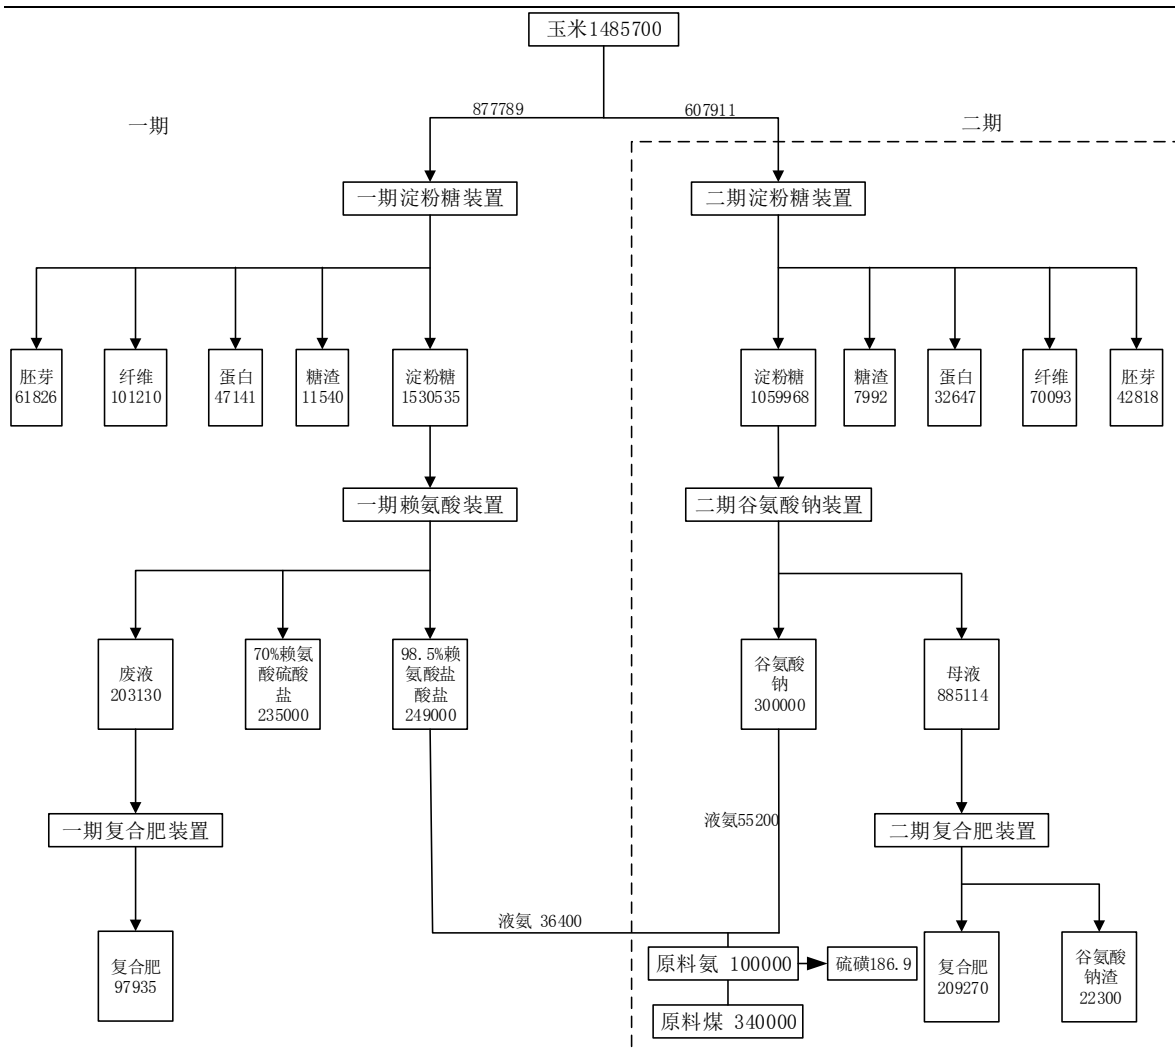 玉米1485700
877789
607911
一期
二期
一期淀粉糖装置
二期淀粉糖装置
胚芽
61826
纤维
101210
蛋白
47141
糖渣
11540
淀粉糖
1530535
淀粉糖
1059968
糖渣
7992
蛋白
32647
纤维
70093
胚芽
42818
一期赖氨酸装置
二期谷氨酸钠装置
废液
203130
70%赖氨
酸硫酸
盐
235000
98.5%赖
氨酸盐
酸盐
249000
谷氨酸
钠
300000
母液
885114
一期复合肥装置
液氨55200
二期复合肥装置
液氨 36400
复合肥
97935
原料氨 100000
硫磺186.9
复合肥
209270
谷氨酸
钠渣
22300
原料煤 340000